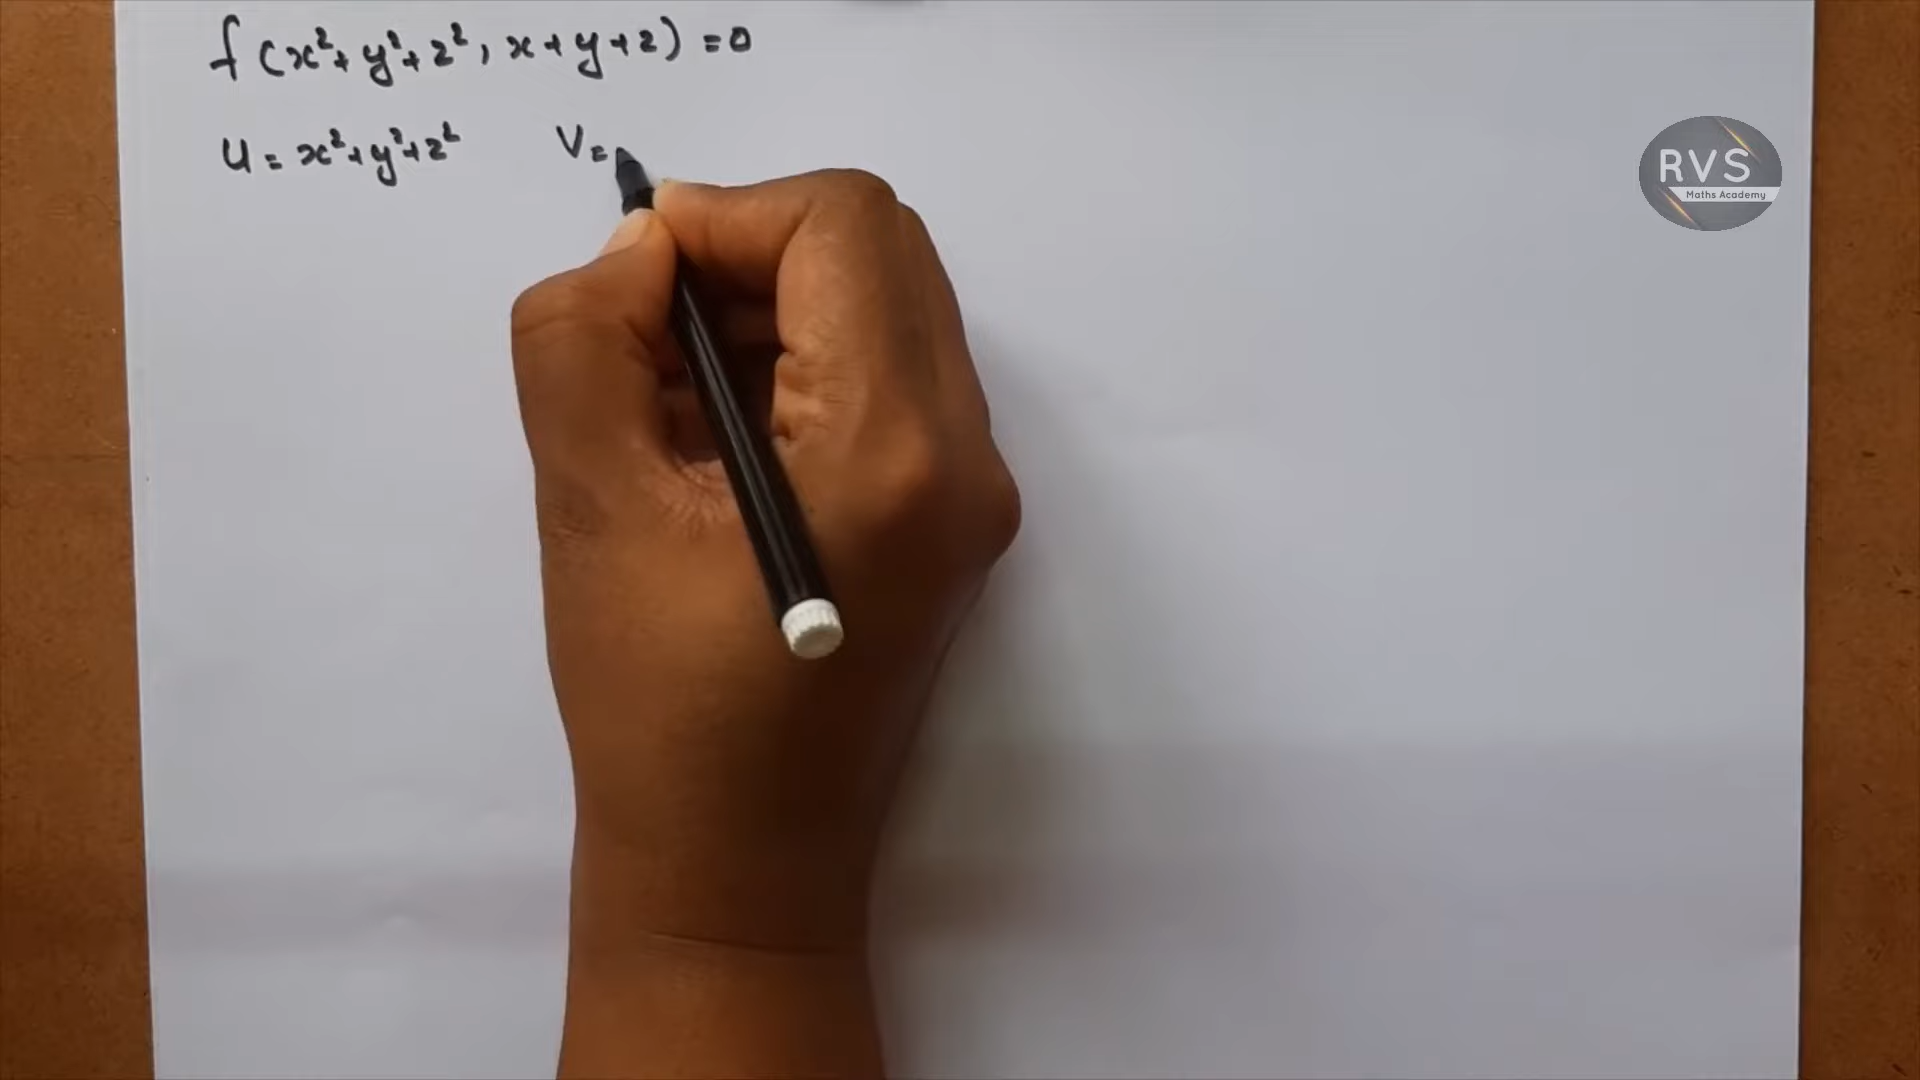 f(x²+y²+z², x+y+z) = 0
u = x²+y²+z² V =
RVS
Maths Academy